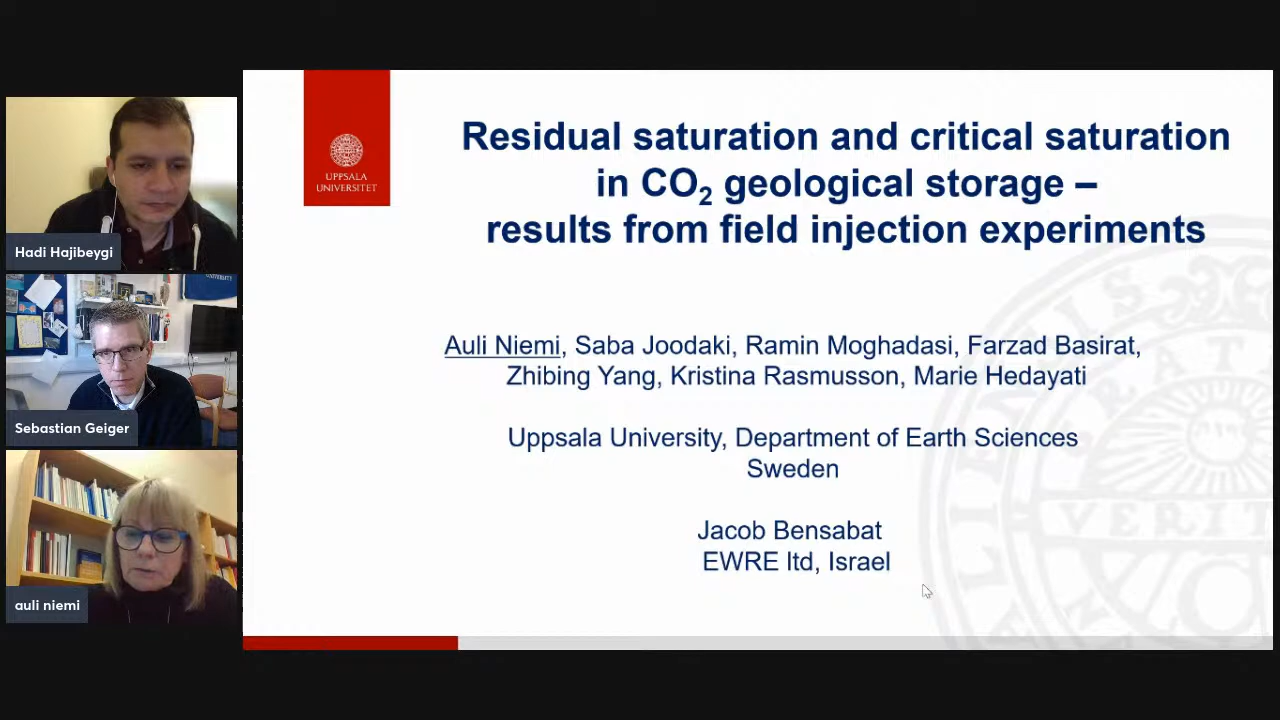 UPPSALA
UNIVERSITET
Residual saturation and critical saturation
in CO₂ geological storage –
results from field injection experiments
Auli Niemi, Saba Joodaki, Ramin Moghadasi, Farzad Basirat,
Zhibing Yang, Kristina Rasmusson, Marie Hedayati
Uppsala University, Department of Earth Sciences
Sweden
Jacob Bensabat
EWRE ltd, Israel
Hadi Hajibeygi
Sebastian Geiger
auli niemi